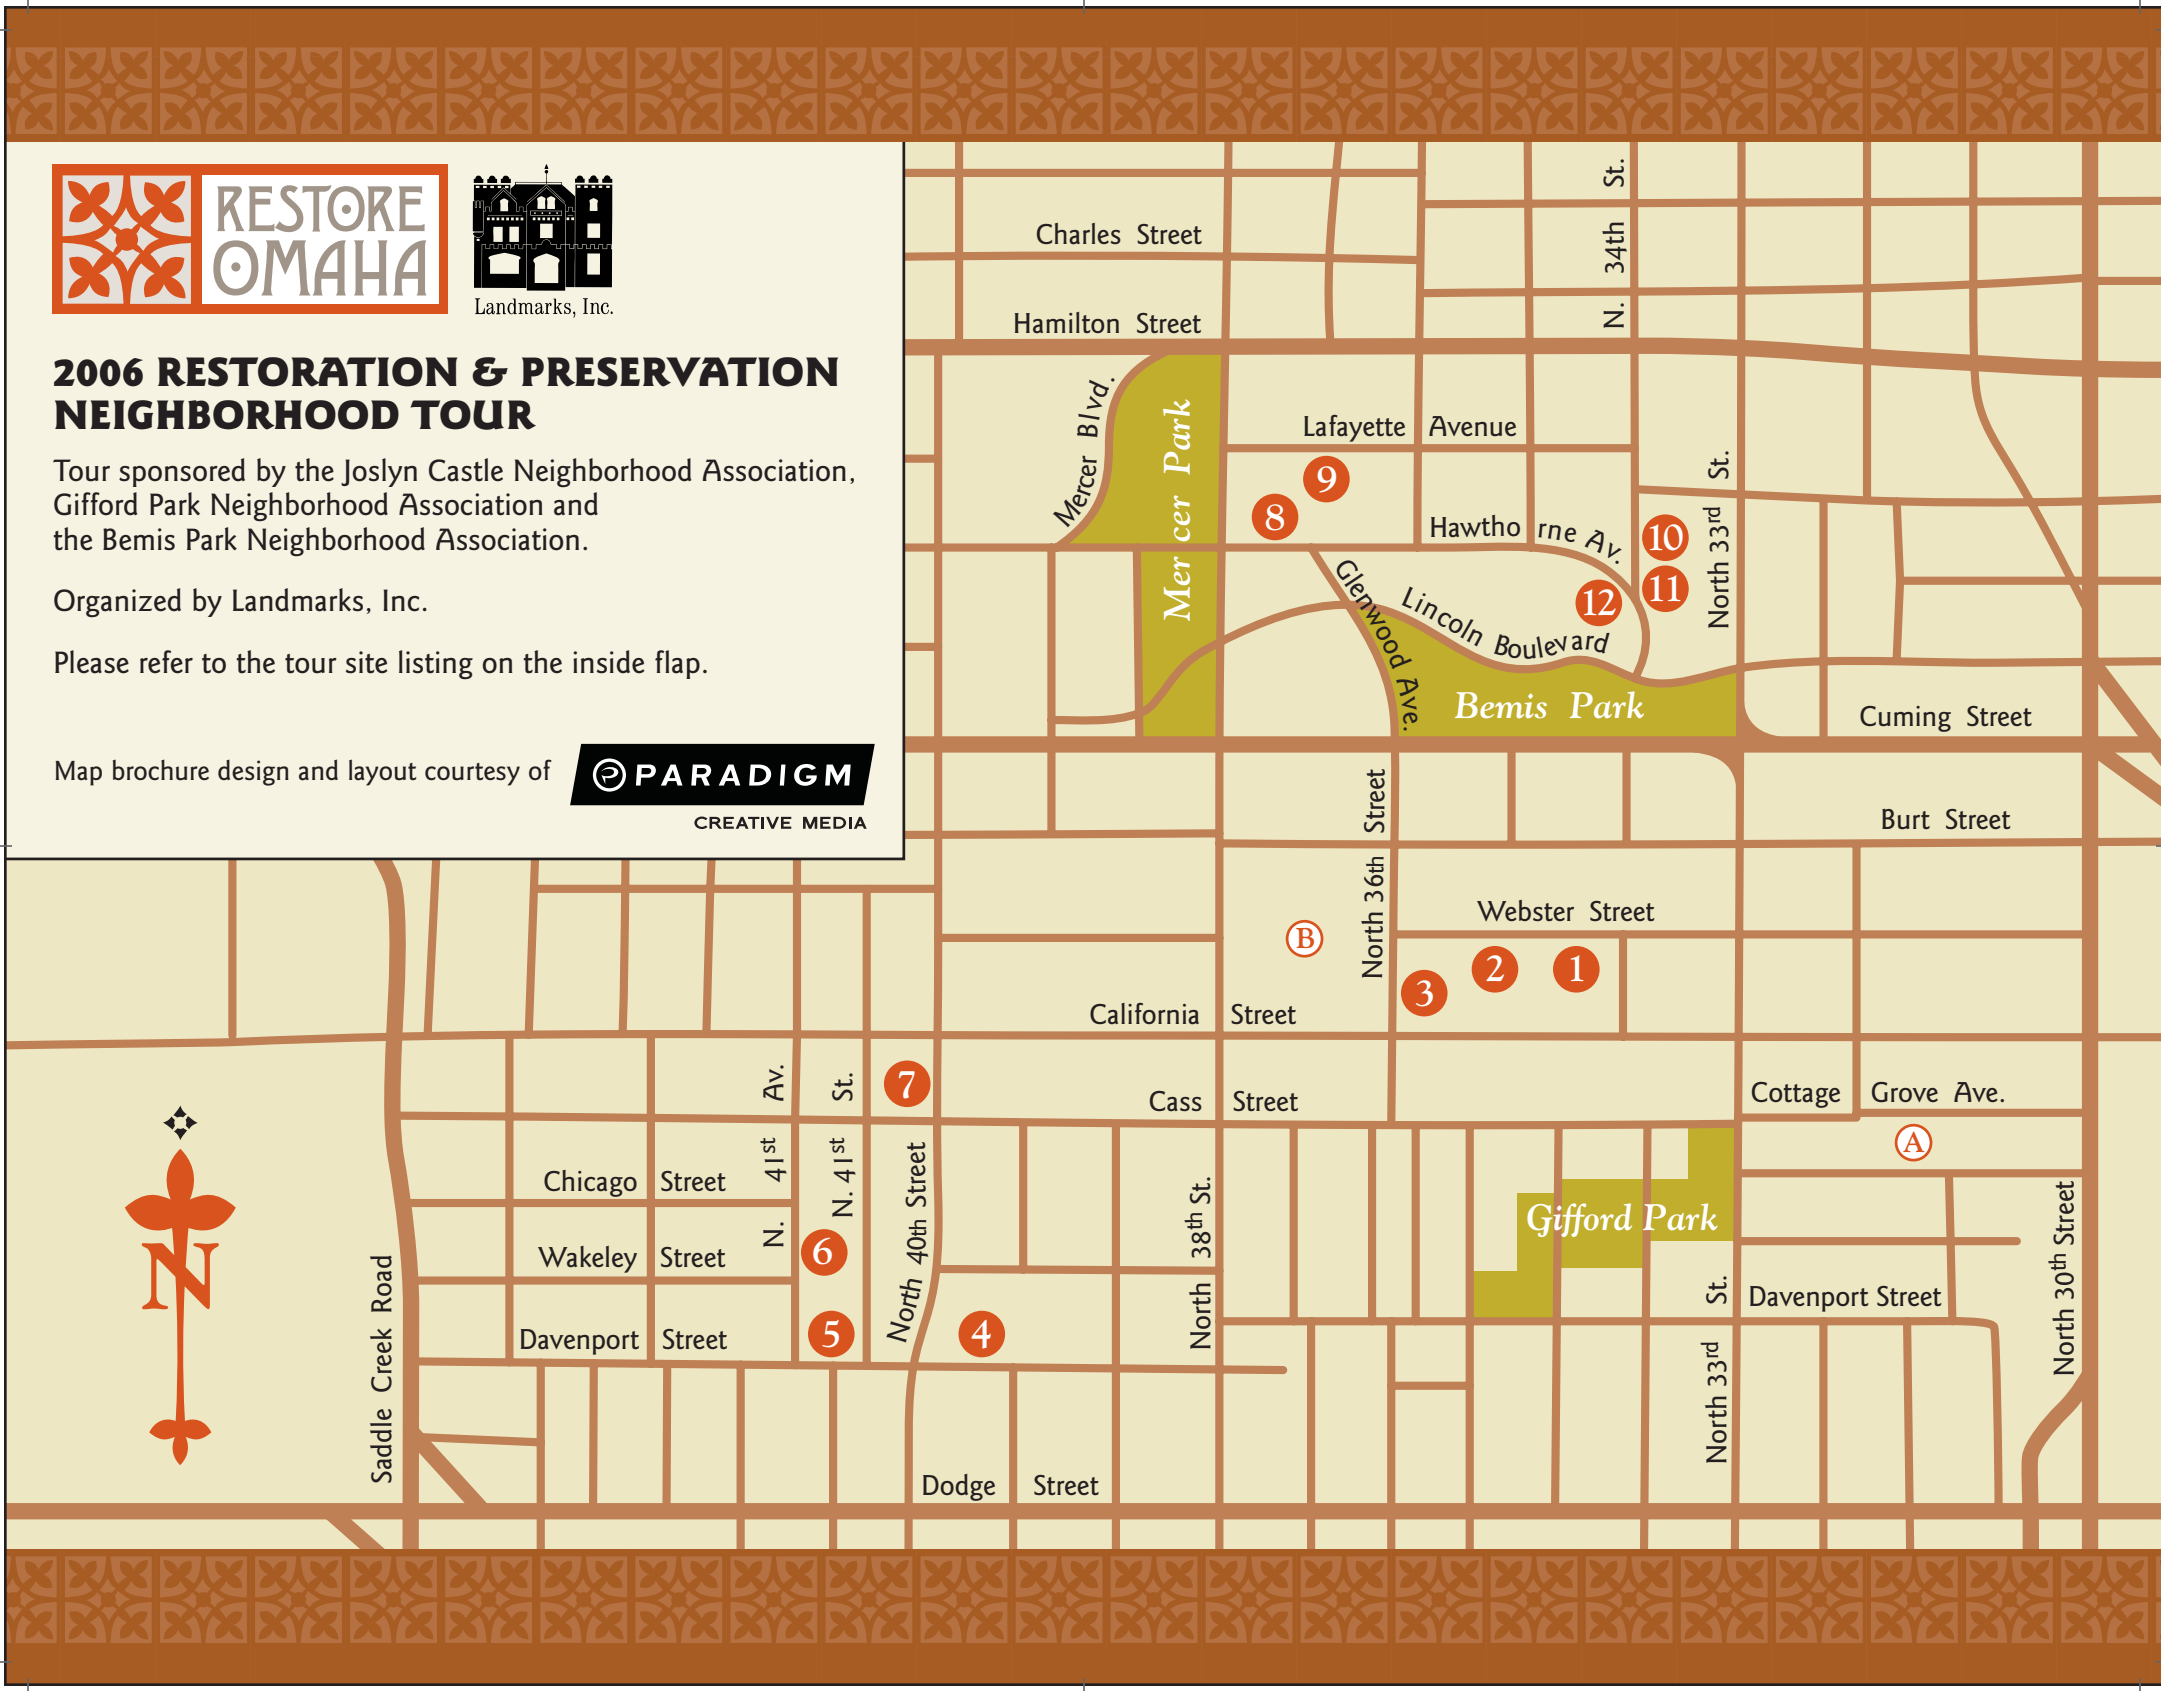 RESTORE
OMAHA
Landmarks, Inc.
2006 RESTORATION & PRESERVATION
NEIGHBORHOOD TOUR
Tour sponsored by the Joslyn Castle Neighborhood Association,
Gifford Park Neighborhood Association and
the Bemis Park Neighborhood Association.
Organized by Landmarks, Inc.
Please refer to the tour site listing on the inside flap.
Map brochure design and layout courtesy of
PARADIGM
CREATIVE MEDIA
Charles Street
N. 34th St.
Hamilton Street
Mercer Blvd.
Mercer Park
Lafayette Avenue
9
8
Hawthorne Av.
10
11
12
North 33rd St.
Glenwood Ave.
Lincoln Boulevard
Bemis Park
Cuming Street
North 36th Street
Burt Street
Webster Street
B
3
2
1
California Street
7
Cass Street
Cottage Grove Ave.
A
N. 41st Av.
N. 41st St.
North 40th Street
Chicago Street
Wakeley Street
6
Davenport Street
5
4
North 38th St.
Gifford Park
Davenport Street
North 33rd St.
North 30th Street
Saddle Creek Road
Dodge Street
N